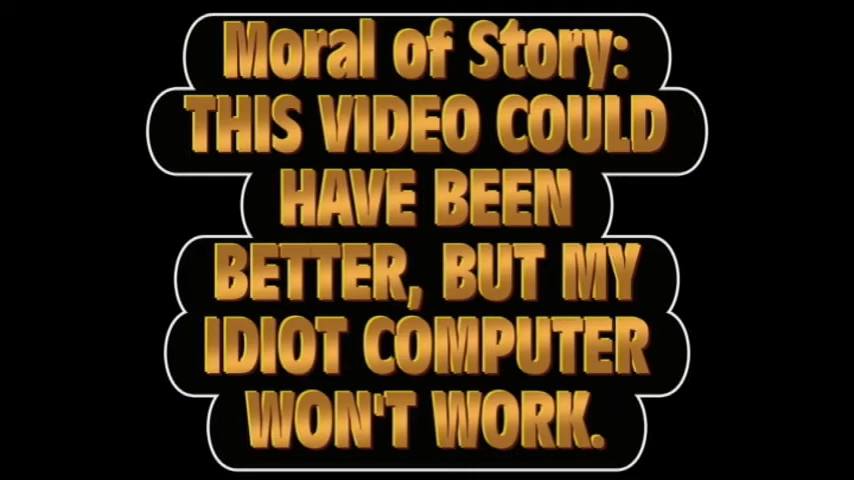 Moral of Story:
THIS VIDEO COULD
HAVE BEEN
BETTER, BUT MY
IDIOT COMPUTER
WON'T WORK.